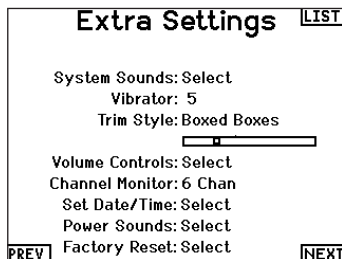 Extra Settings
LIST
System Sounds: Select
Vibrator: 5
Trim Style: Boxed Boxes
Volume Controls: Select
Channel Monitor: 6 Chan
Set Date/Time: Select
Power Sounds: Select
Factory Reset: Select
PREV
NEXT